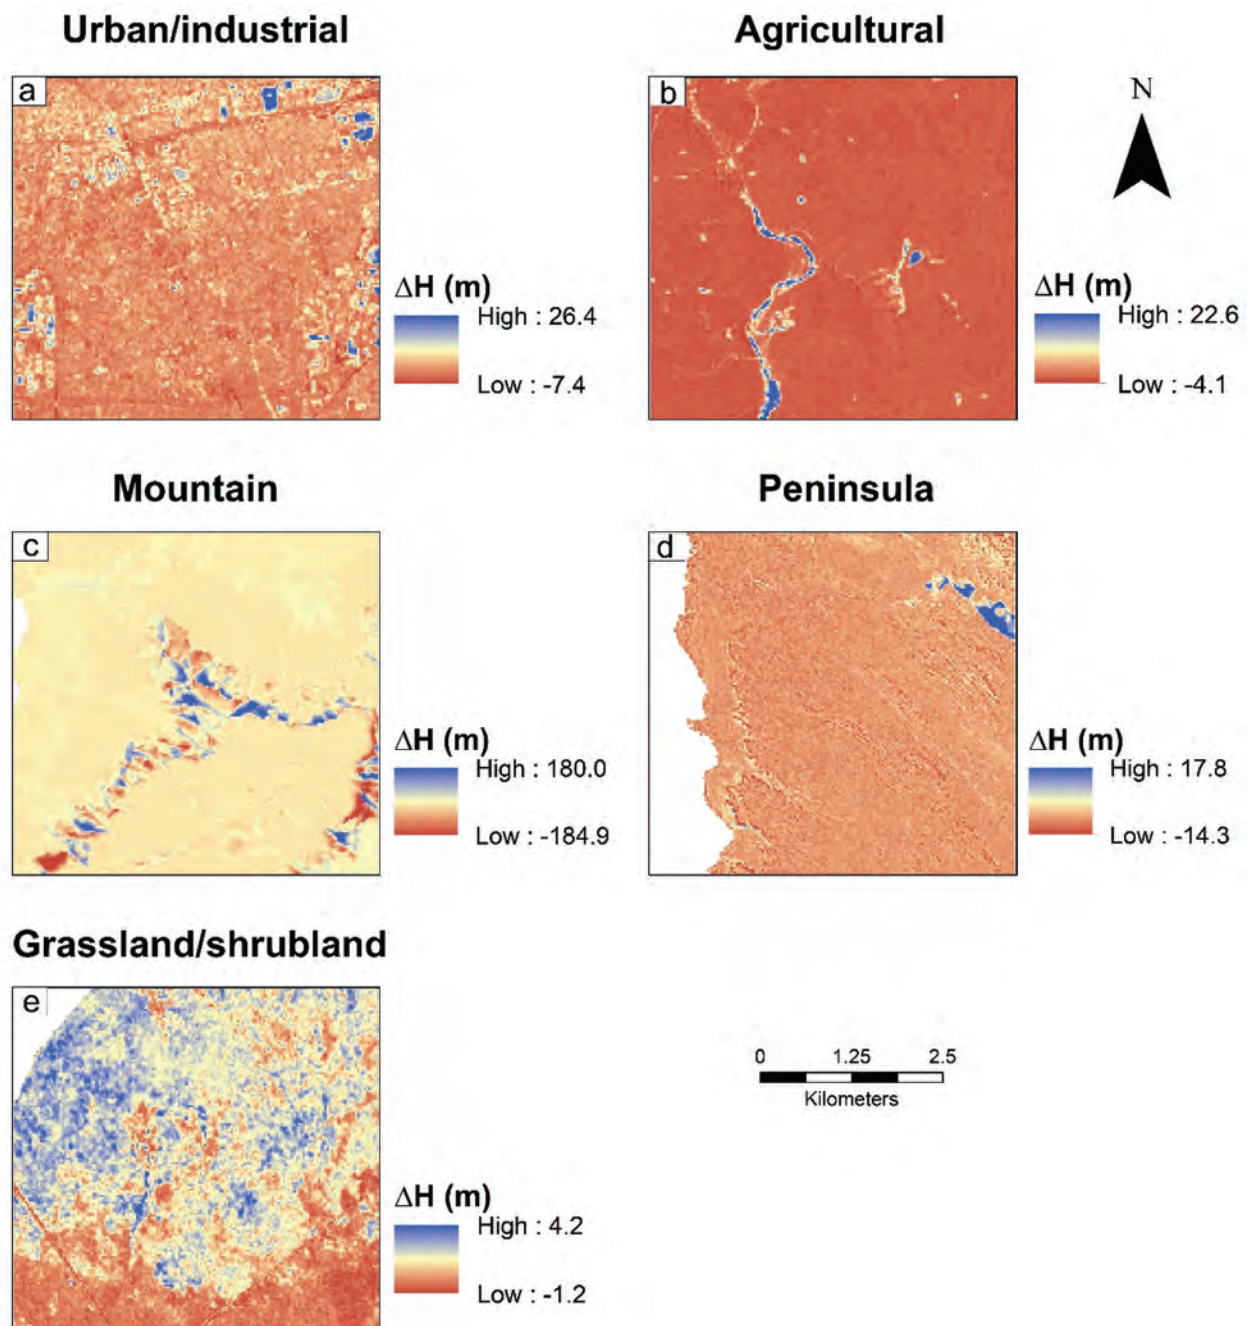 Urban/industrial
a
ΔH (m)
High : 26.4
Low : -7.4
Agricultural
b
ΔH (m)
High : 22.6
Low : -4.1
N
Mountain
c
ΔH (m)
High : 180.0
Low : -184.9
Peninsula
d
ΔH (m)
High : 17.8
Low : -14.3
Grassland/shrubland
e
ΔH (m)
High : 4.2
Low : -1.2
0 1.25 2.5
Kilometers